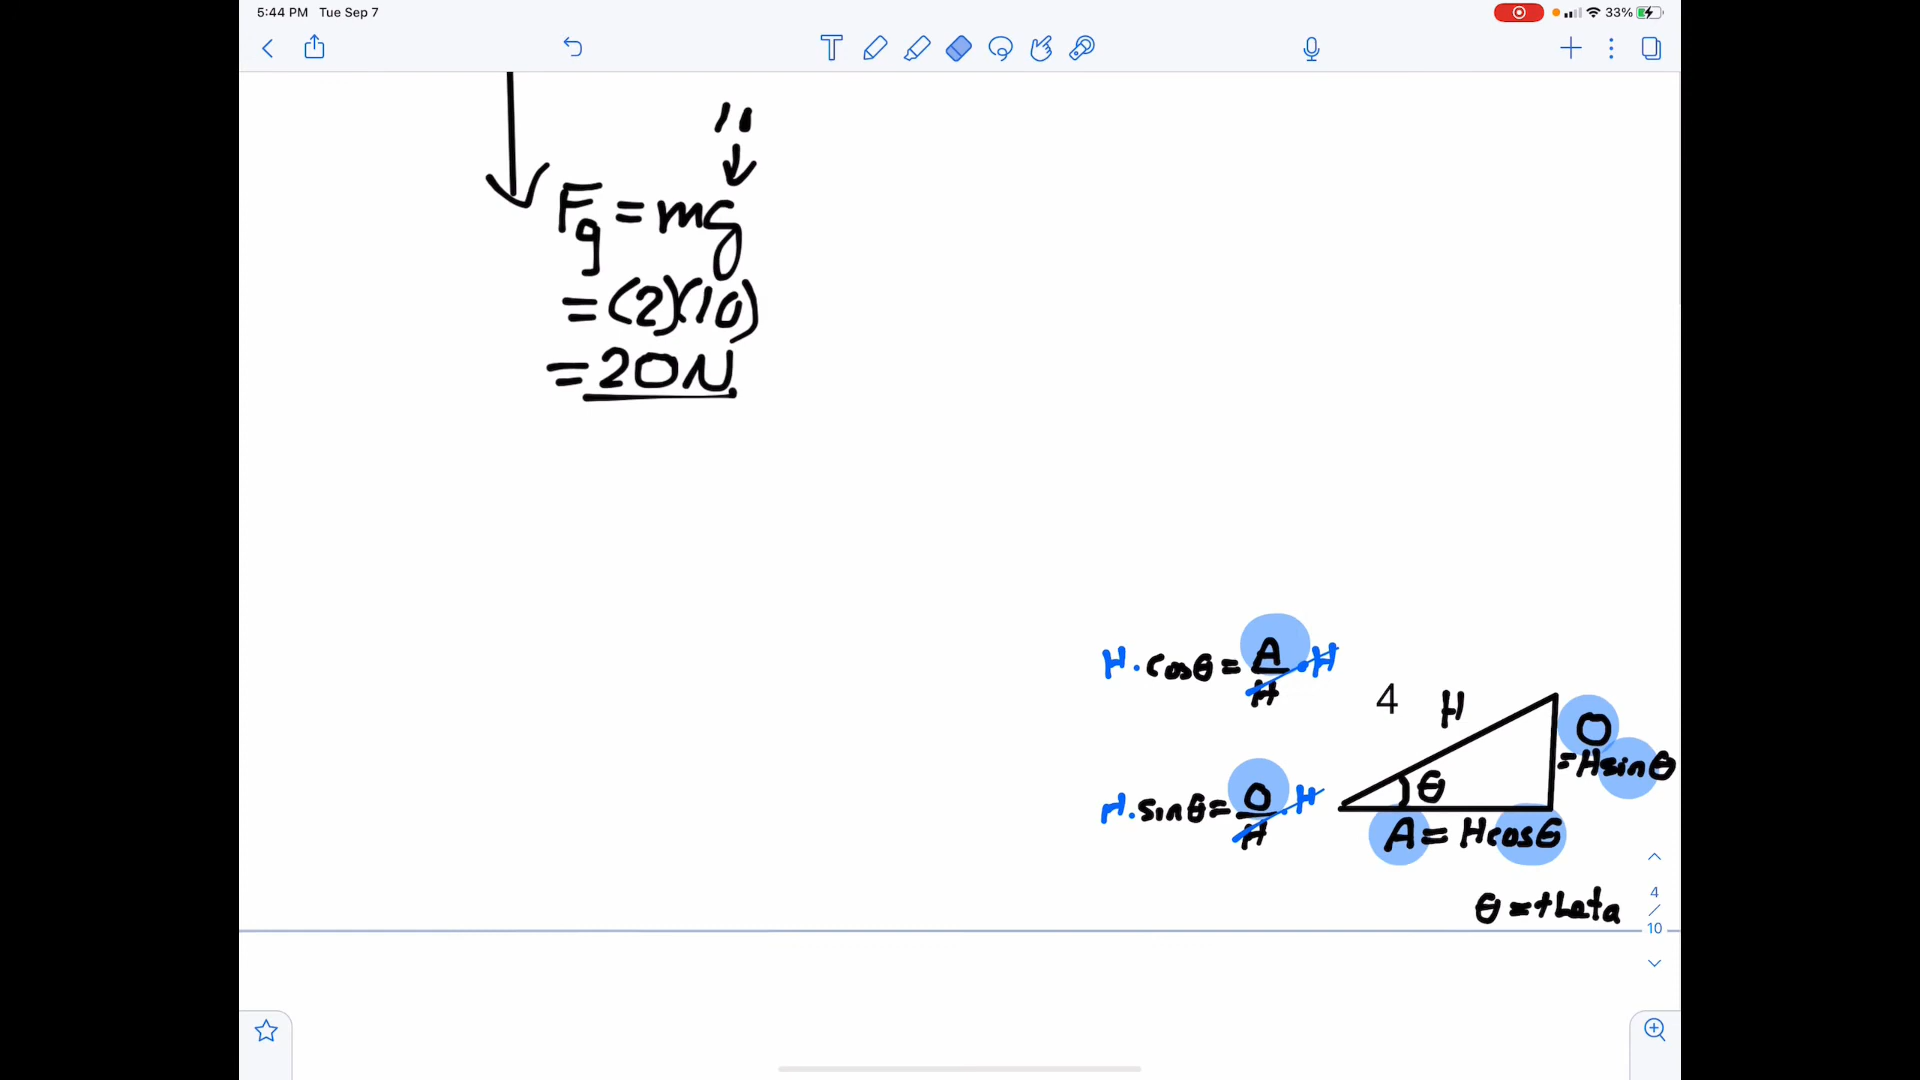 5:44 PM Tue Sep 7
33%
T
Fg = mg
= (2)(10)
= 20N
H. cosθ = A/H . H
4 H
O
= Hsinθ
θ
H. sinθ = O/H . H
A = Hcosθ
θ = theta
4
/
10